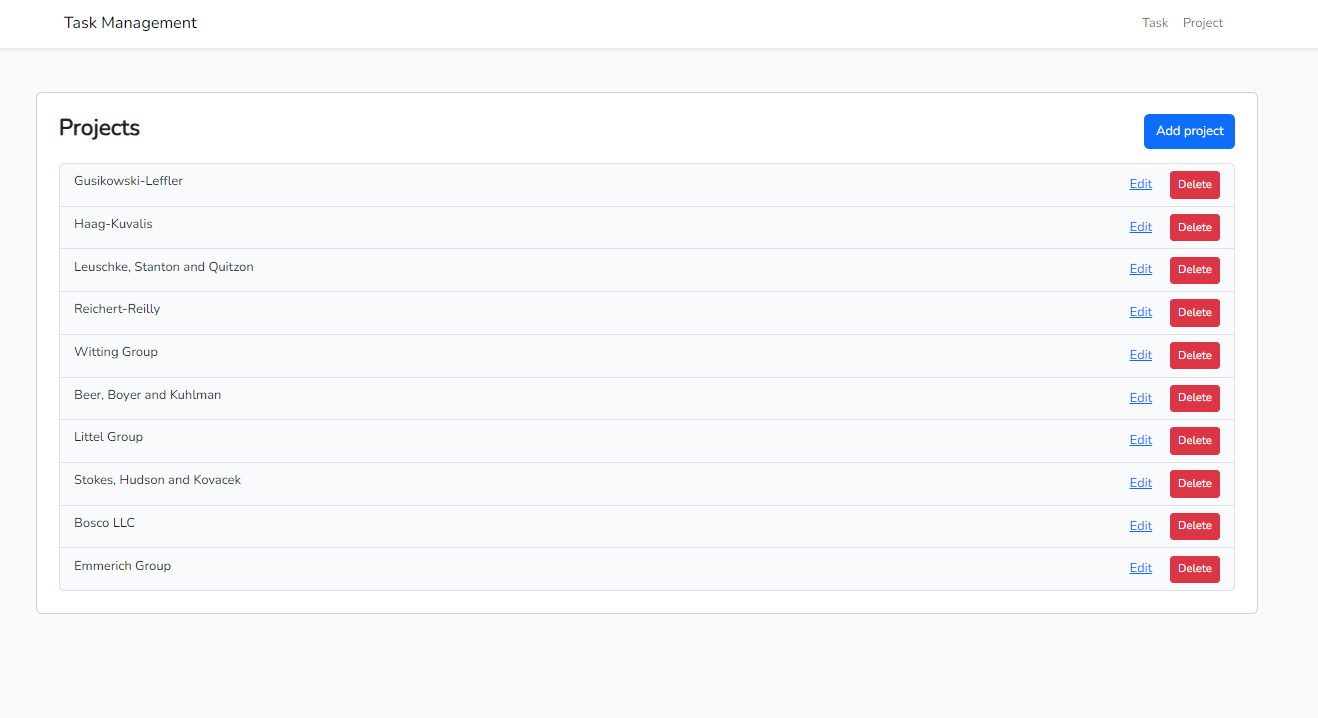 Task Management Task Project
Projects Add project
Gusikowski-Leffler Edit Delete
Haag-Kuvalis Edit Delete
Leuschke, Stanton and Quitzon Edit Delete
Reichert-Reilly Edit Delete
Witting Group Edit Delete
Beer, Boyer and Kuhlman Edit Delete
Littel Group Edit Delete
Stokes, Hudson and Kovacek Edit Delete
Bosco LLC Edit Delete
Emmerich Group Edit Delete